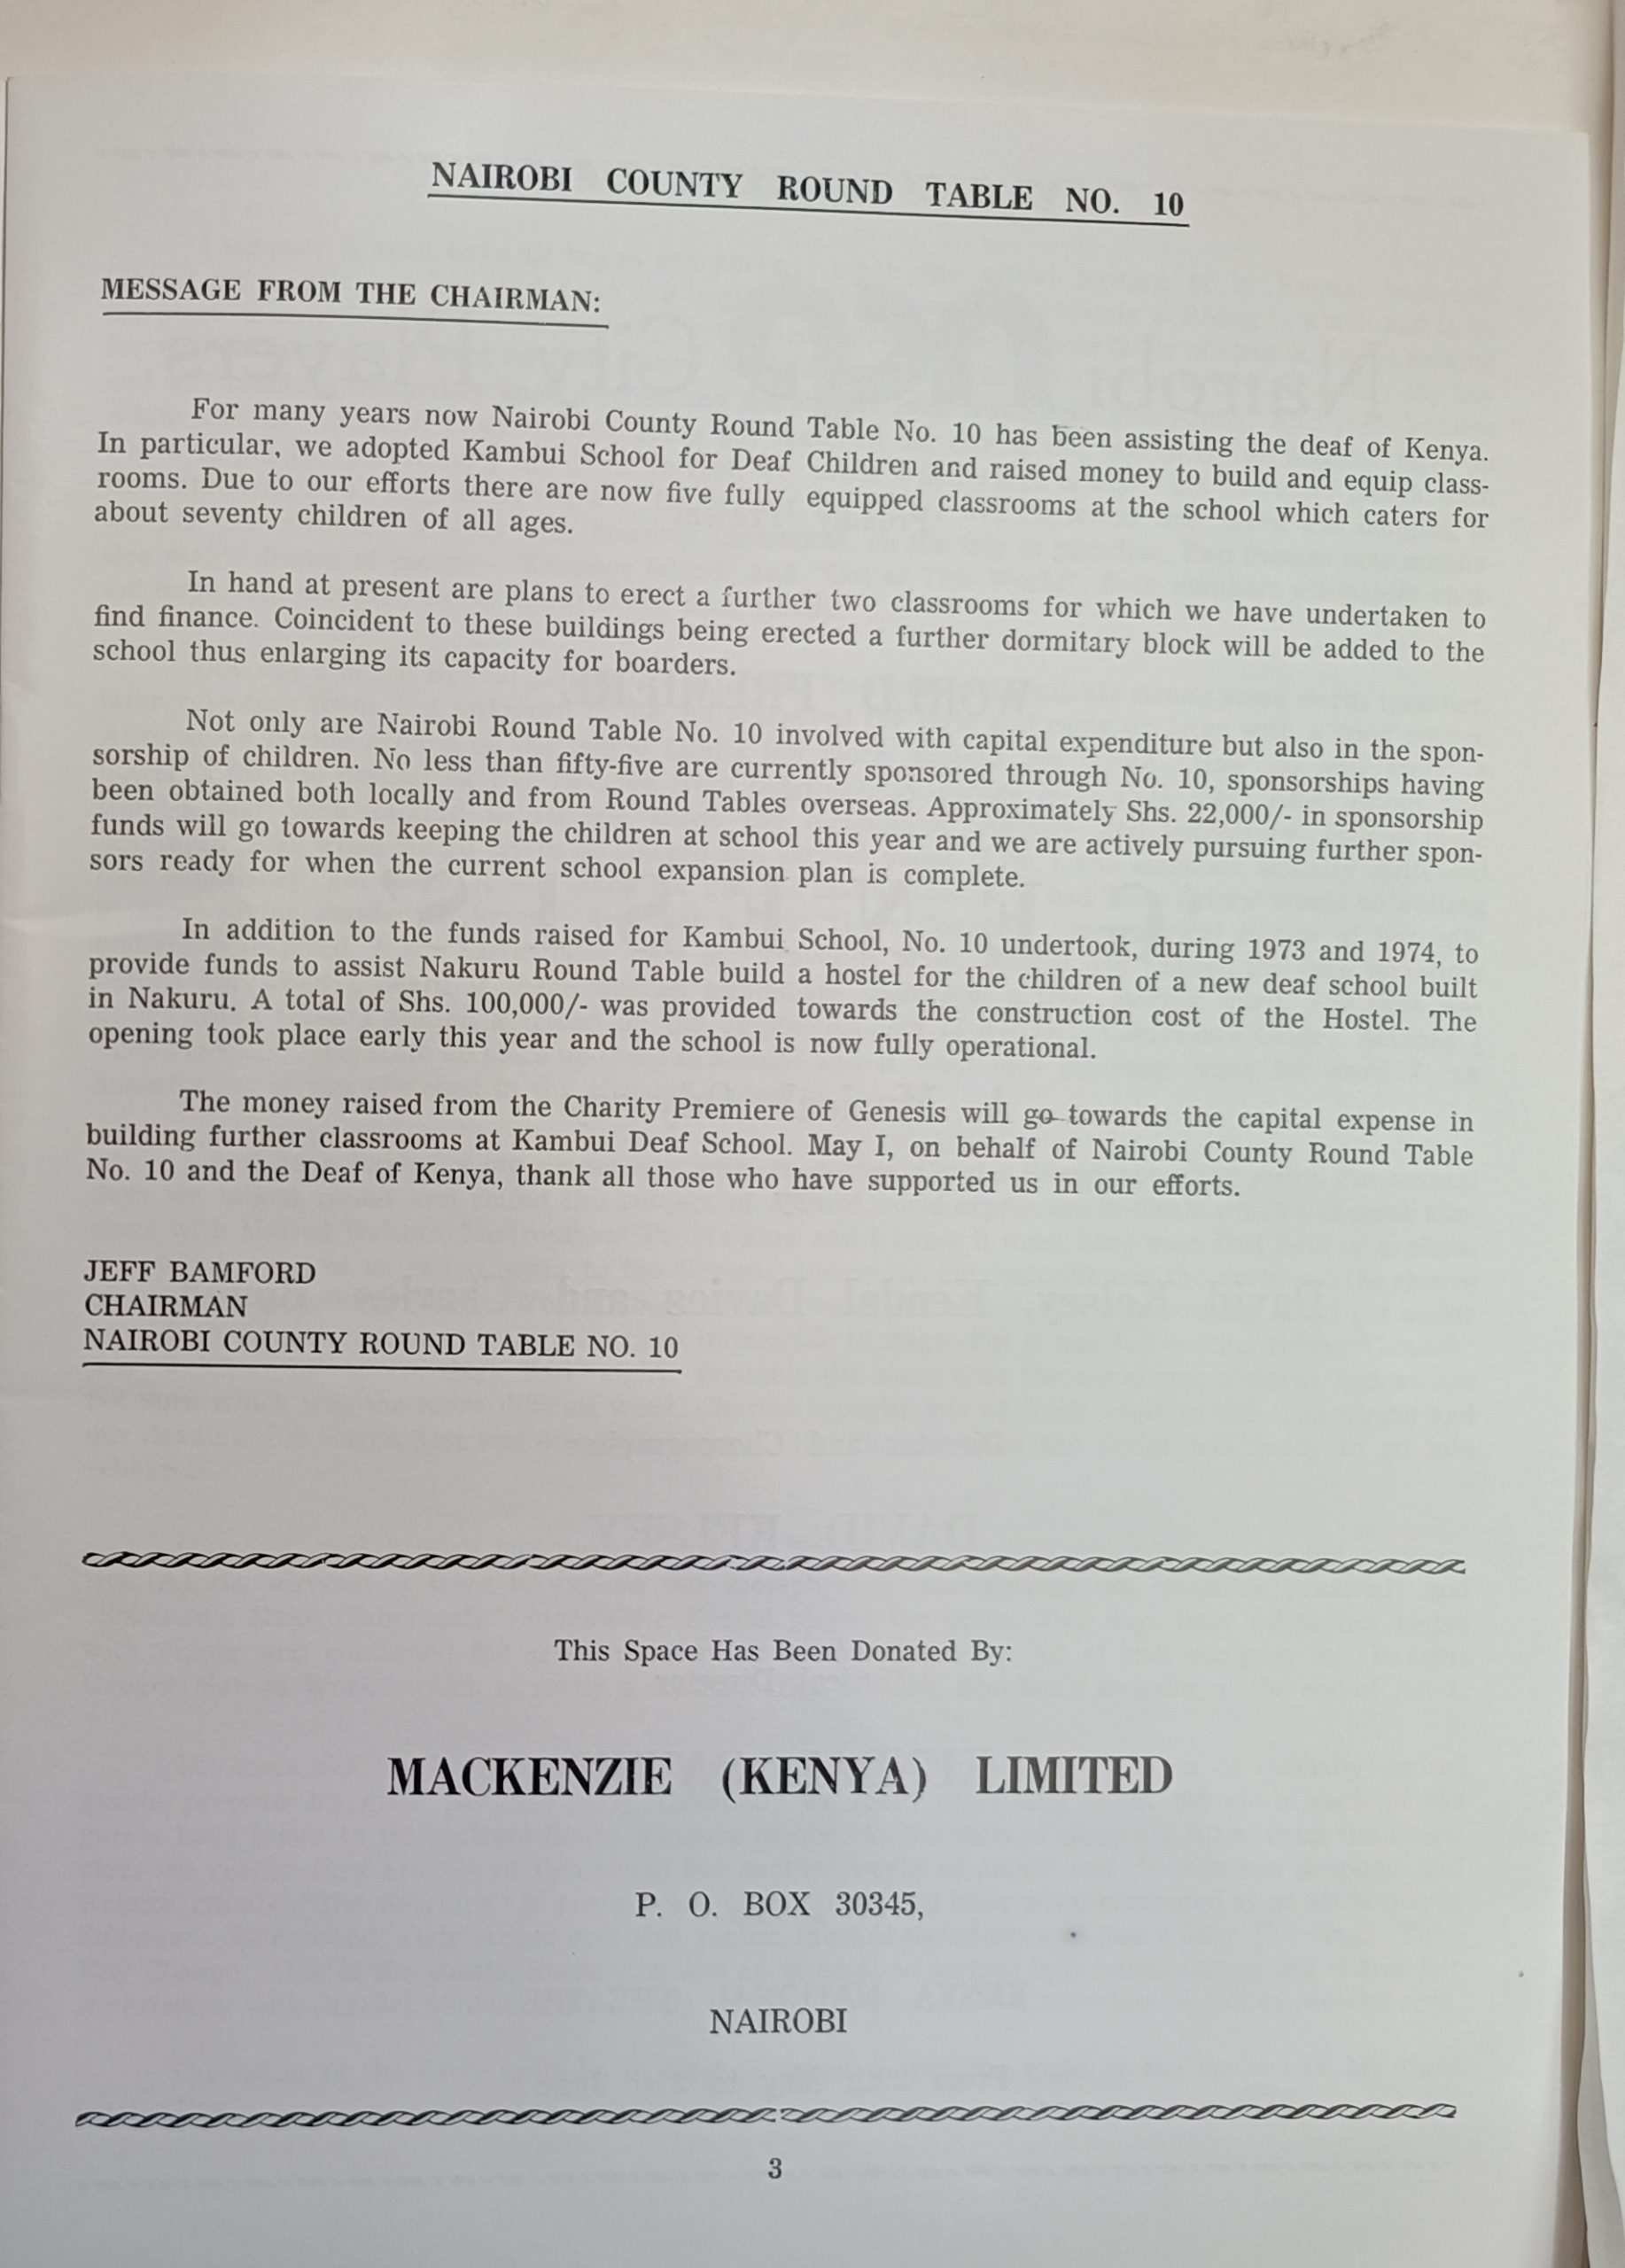 NAIROBI COUNTY ROUND TABLE NO. 10
MESSAGE FROM THE CHAIRMAN:
For many years now Nairobi County Round Table No. 10 has been assisting the deaf of Kenya.
In particular, we adopted Kambui School for Deaf Children and raised money to build and equip class-
rooms. Due to our efforts there are now five fully equipped classrooms at the school which caters for
about seventy children of all ages.
In hand at present are plans to erect a further two classrooms for which we have undertaken to
find finance. Coincident to these buildings being erected a further dormitary block will be added to the
school thus enlarging its capacity for boarders.
Not only are Nairobi Round Table No. 10 involved with capital expenditure but also in the spon-
sorship of children. No less than fifty-five are currently sponsored through No. 10, sponsorships having
been obtained both locally and from Round Tables overseas. Approximately Shs. 22,000/- in sponsorship
funds will go towards keeping the children at school this year and we are actively pursuing further spon-
sors ready for when the current school expansion plan is complete.
In addition to the funds raised for Kambui School, No. 10 undertook, during 1973 and 1974, to
provide funds to assist Nakuru Round Table build a hostel for the children of a new deaf school built
in Nakuru. A total of Shs. 100,000/- was provided towards the construction cost of the Hostel. The
opening took place early this year and the school is now fully operational.
The money raised from the Charity Premiere of Genesis will go towards the capital expense in
building further classrooms at Kambui Deaf School. May I, on behalf of Nairobi County Round Table
No. 10 and the Deaf of Kenya, thank all those who have supported us in our efforts.
JEFF BAMFORD
CHAIRMAN
NAIROBI COUNTY ROUND TABLE NO. 10
This Space Has Been Donated By:
MACKENZIE (KENYA) LIMITED
P. O. BOX 30345,
NAIROBI
3